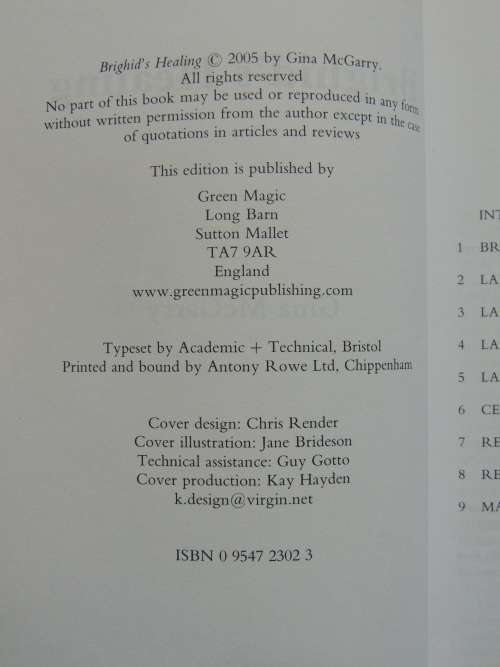 Brighid's Healing © 2005 by Gina McGarry.
All rights reserved
No part of this book may be used or reproduced in any form
without written permission from the author except in the case
of quotations in articles and reviews
This edition is published by
Green Magic
Long Barn
Sutton Mallet
TA7 9AR
England
www.greenmagicpublishing.com
Typeset by Academic + Technical, Bristol
Printed and bound by Antony Rowe Ltd, Chippenham
Cover design: Chris Render
Cover illustration: Jane Brideson
Technical assistance: Guy Gotto
Cover production: Kay Hayden
k.design@virgin.net
ISBN 0 9547 2302 3
INT
1 BR
2 LA
3 LA
4 LA
5 LA
6 CE
7 RE
8 RE
9 MA